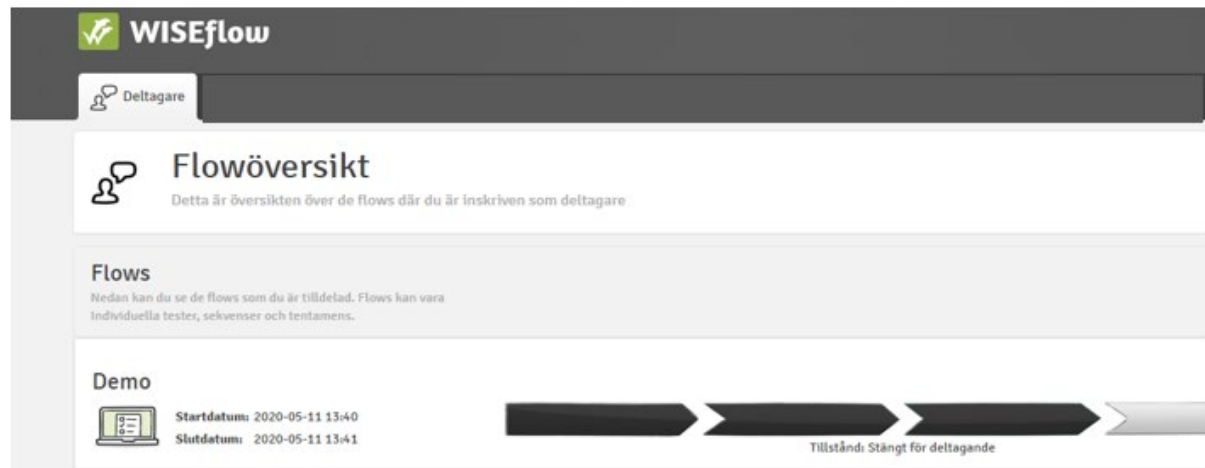 WISEflow
Deltagare
Flowöversikt
Detta är översikten över de flows där du är inskriven som deltagare
Flows
Nedan kan du se de flows som du är tilldelad. Flows kan vara
Individuella tester, sekvenser och tentamens.
Demo
Startdatum: 2020-05-11 13:40
Slutdatum: 2020-05-11 13:41
Tillstånd: Stängt för deltagande